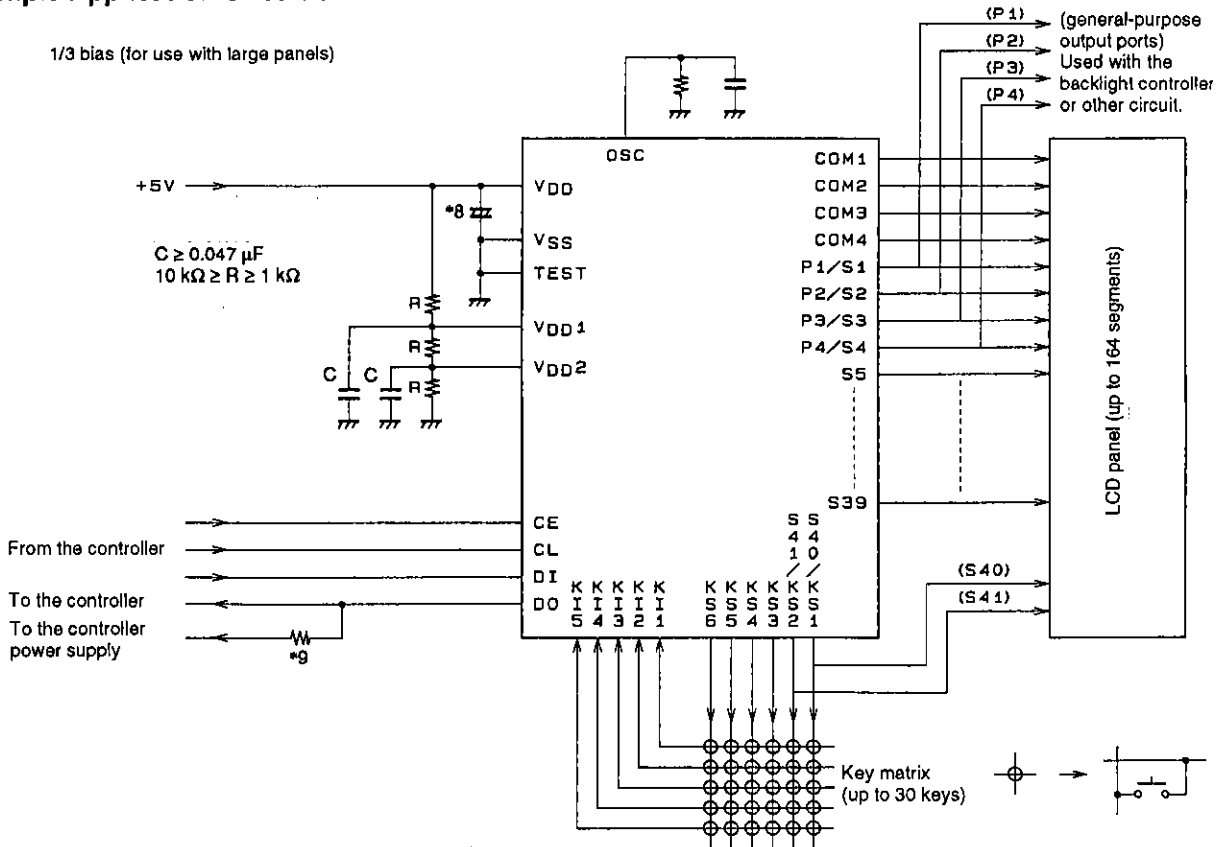 1/3 bias (for use with large panels)
(P1)
(general-purpose
(P2)
output ports)
(P3)
Used with the
backlight controller
(P4)
or other circuit.
OSC
COM1
COM2
COM3
COM4
P1/S1
P2/S2
P3/S3
P4/S4
S5
S39
+5V
VDD
*8
VSS
TEST
C ≥ 0.047 µF
10 kΩ ≥ R ≥ 1 kΩ
R
VDD1
R
VDD2
C
C
R
LCD panel (up to 164 segments)
CE
From the controller
CL
DI
To the controller
DO
To the controller
power supply
*9
KI5
KI4
KI3
KI2
KI1
KS6
KS5
KS4
KS3
S41/KS2
S40/KS1
(S40)
(S41)
Key matrix
(up to 30 keys)